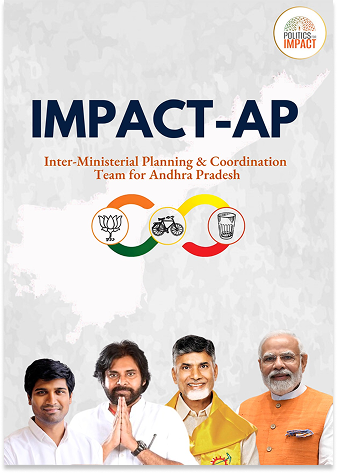 POLITICS FOR
IMPACT
IMPACT-AP
Inter-Ministerial Planning & Coordination
Team for Andhra Pradesh